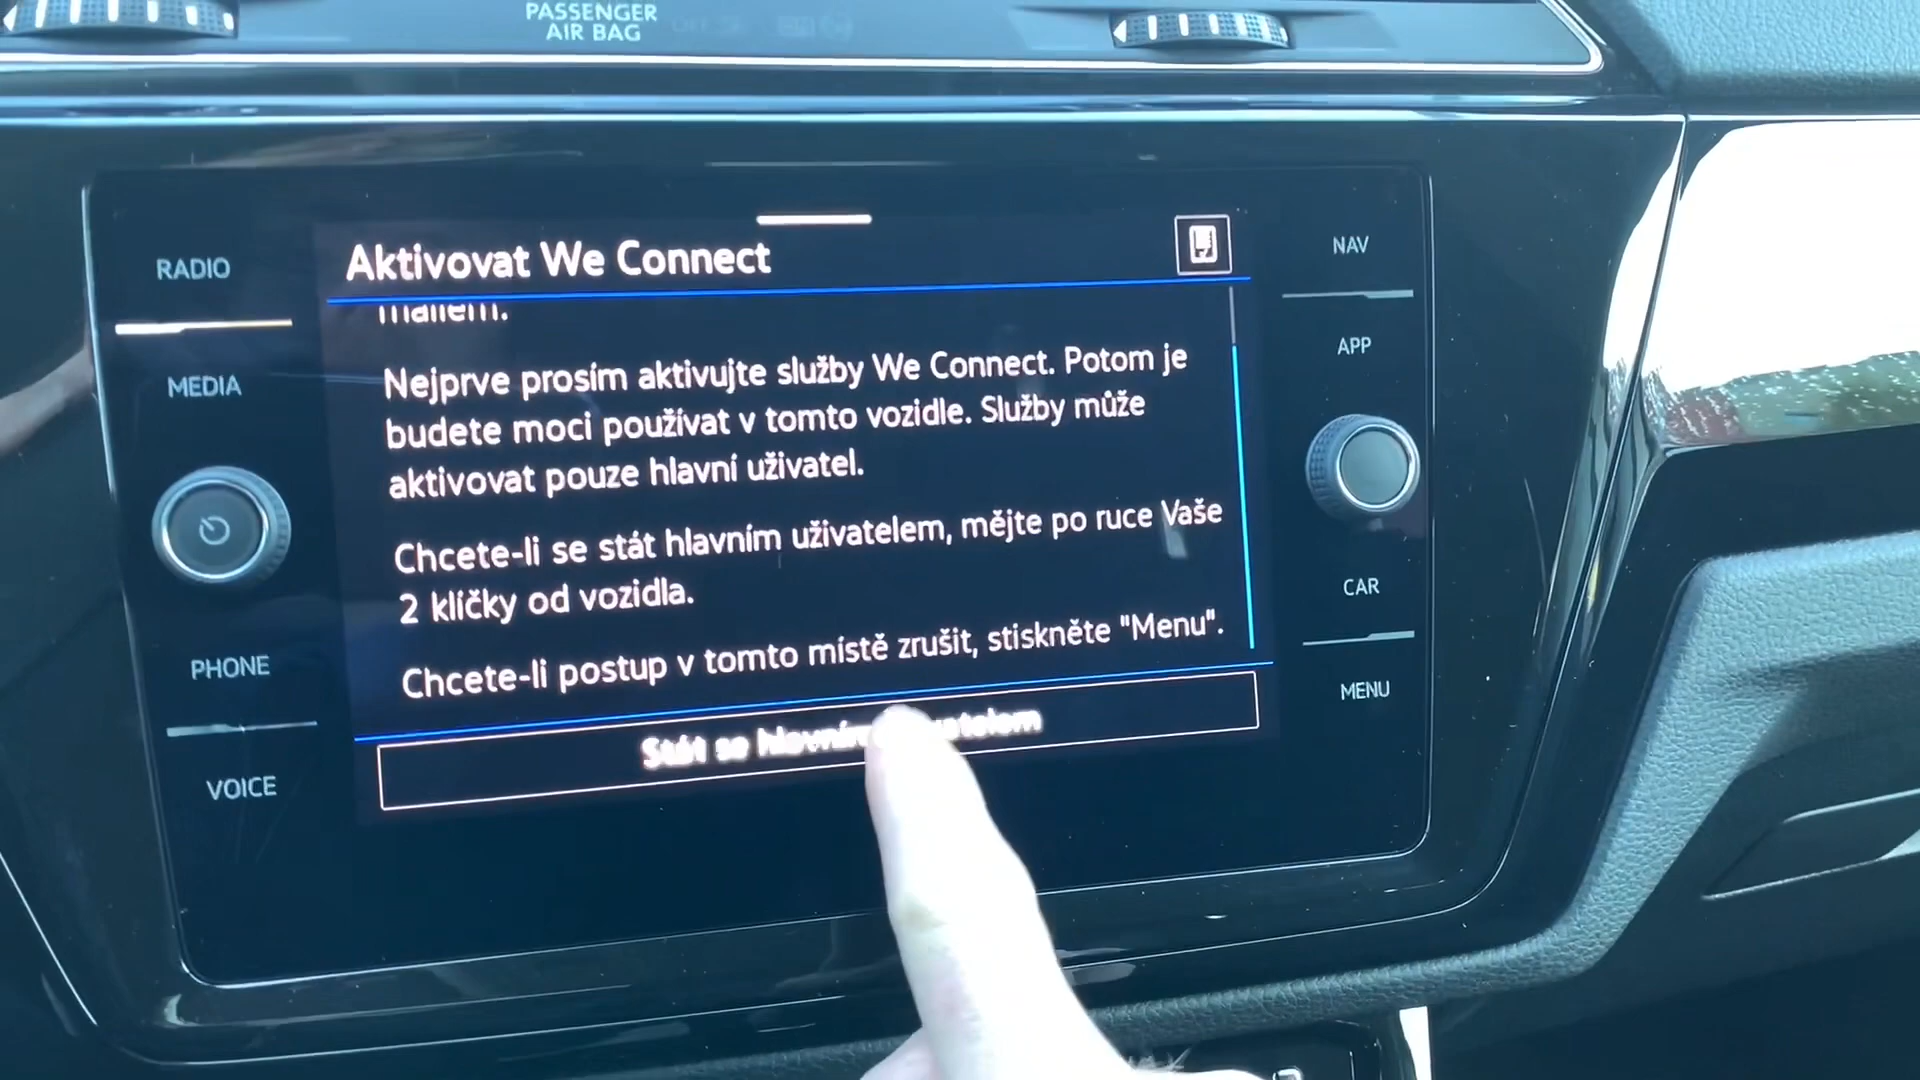 PASSENGER
AIR BAG
RADIO
MEDIA
PHONE
VOICE
Aktivovat We Connect
Nejprve prosím aktivujte služby We Connect. Potom je
budete moci používat v tomto vozidle. Služby může
aktivovat pouze hlavní uživatel.
Chcete-li se stát hlavním uživatelem, mějte po ruce Vaše
2 klíčky od vozidla.
Chcete-li postup v tomto místě zrušit, stiskněte "Menu".
Stát se
NAV
APP
CAR
MENU